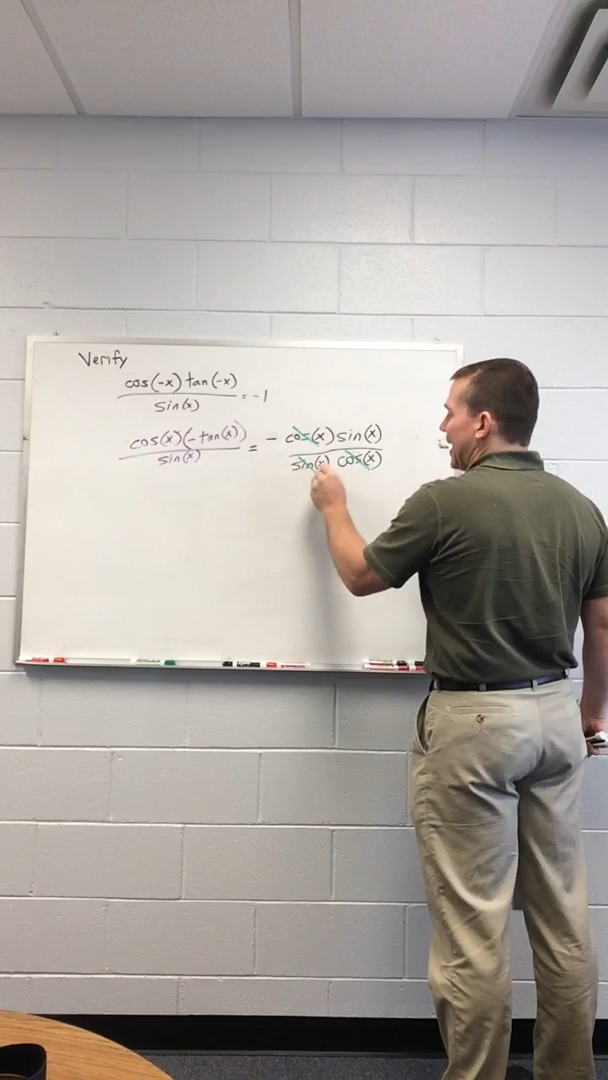 Verify
cos(-x) tan(-x)
sin(x) = -1
cos(x)(-tan(x)) = - cos(x) sin(x)
sin(x) sin(x) cos(x)